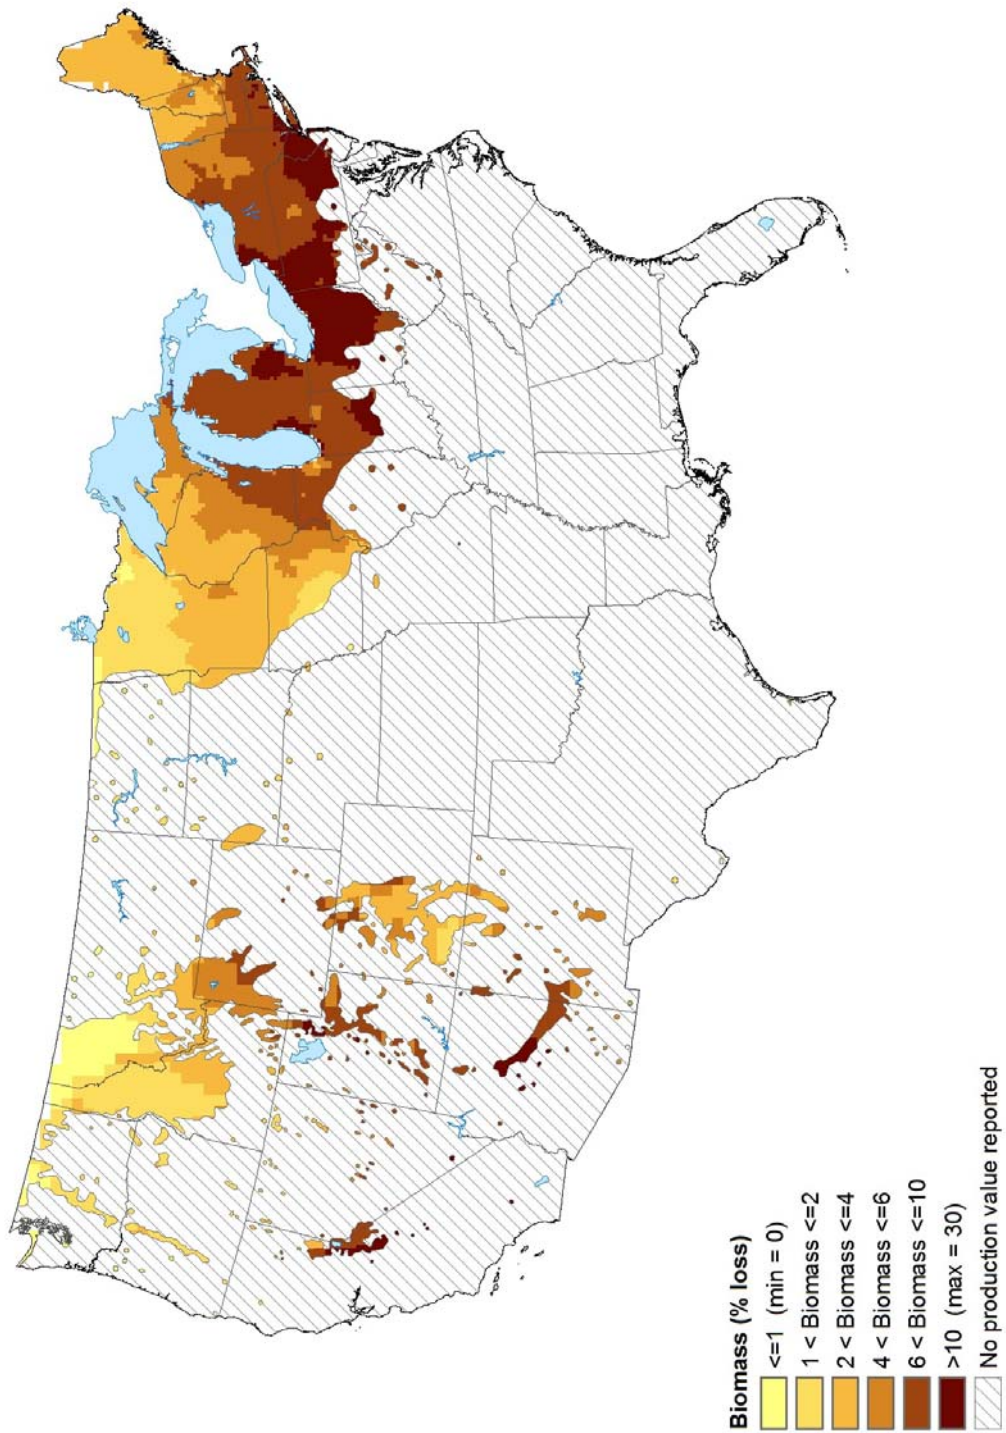 Biomass (% loss)
<=1 (min = 0)
1 < Biomass <=2
2 < Biomass <=4
4 < Biomass <=6
6 < Biomass <=10
>10 (max = 30)
No production value reported